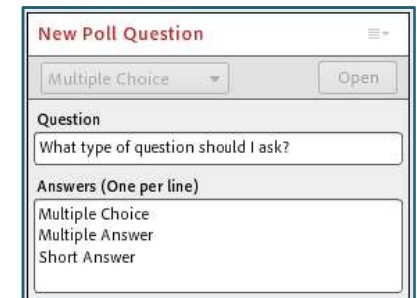 New Poll Question
Multiple Choice
Open
Question
What type of question should I ask?
Answers (One per line)
Multiple Choice
Multiple Answer
Short Answer